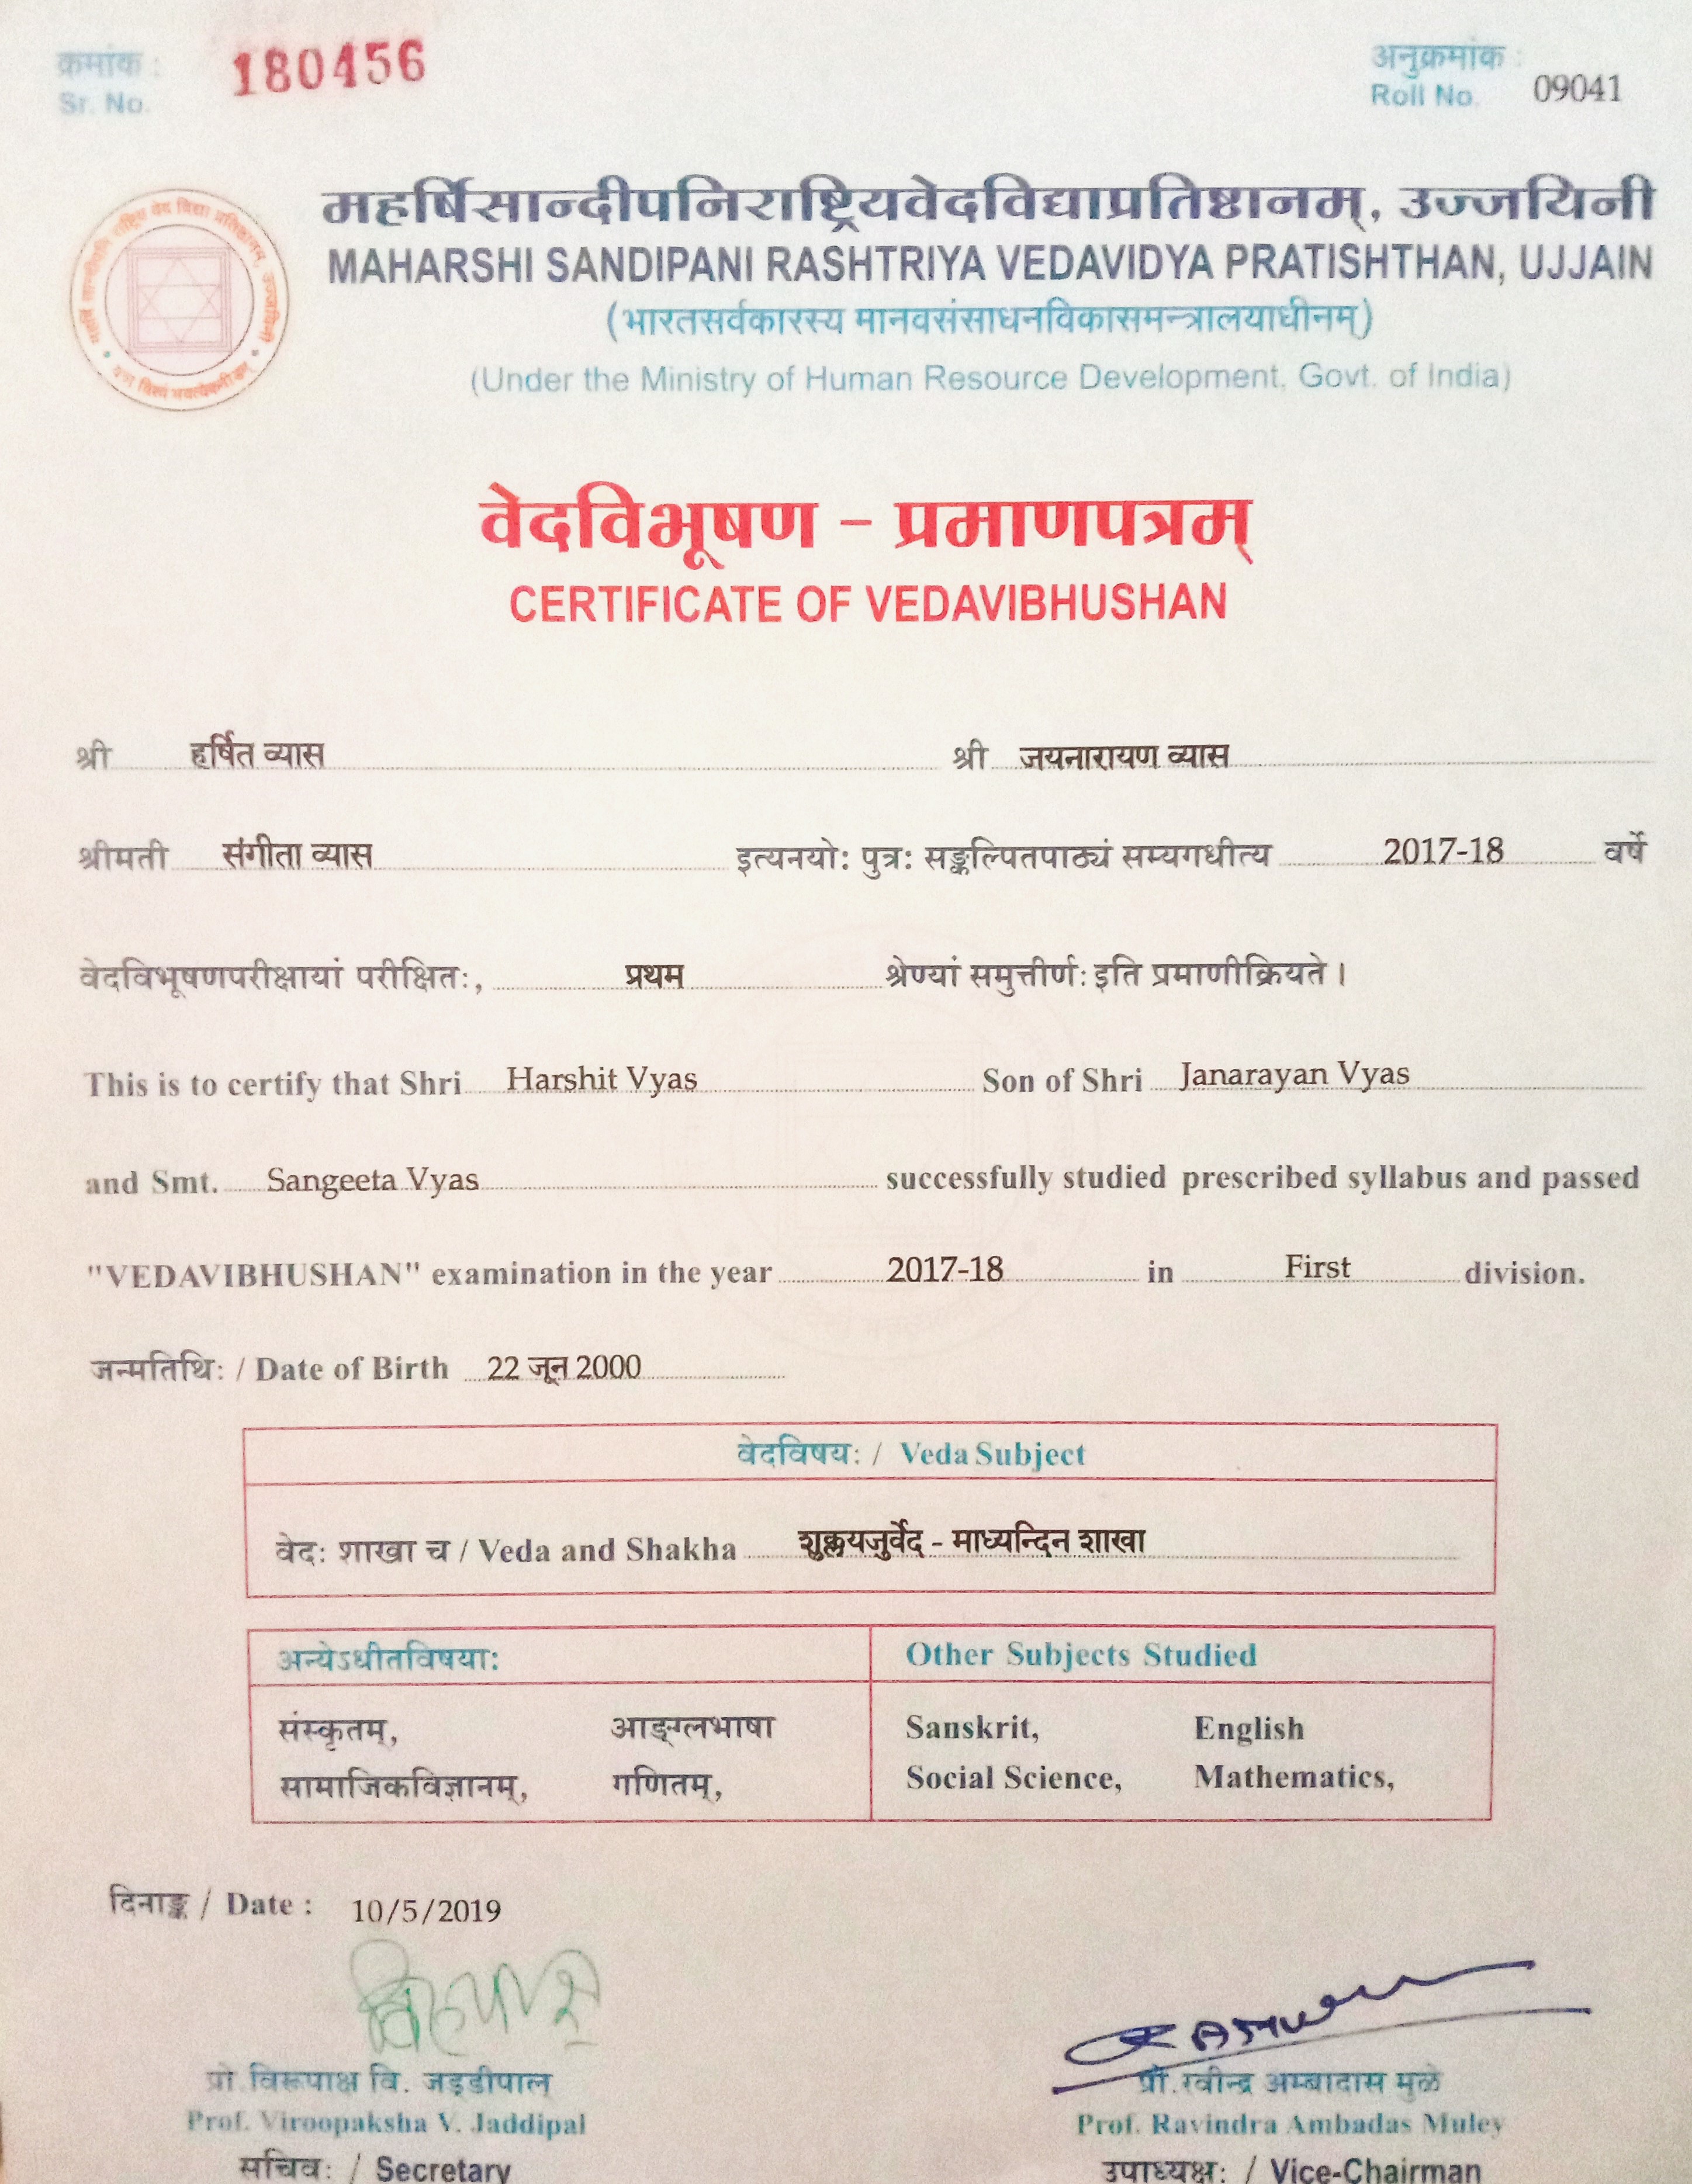 क्रमांक : 180456 अनुक्रमांक :
Sr. No. Roll No. 09041
महर्षिसान्दीपनिराष्ट्रियवेदविद्याप्रतिष्ठानम्, उज्जयिनी
MAHARSHI SANDIPANI RASHTRIYA VEDAVIDYA PRATISHTHAN, UJJAIN
(भारतसर्वकारस्य मानवसंसाधनविकासमन्त्रालयाधीनम्)
(Under the Ministry of Human Resource Development, Govt. of India)
वेदविभूषण - प्रमाणपत्रम्
CERTIFICATE OF VEDAVIBHUSHAN
श्री हर्षित व्यास श्री जयनारायण व्यास
श्रीमती संगीता व्यास इत्यनयोः पुत्रः सङ्कल्पितपाठ्यं सम्यगधीत्य 2017-18 वर्षे
वेदविभूषणपरीक्षायां परीक्षितः, प्रथम श्रेण्यां समुत्तीर्णः इति प्रमाणीक्रियते ।
This is to certify that Shri Harshit Vyas Son of Shri Janarayan Vyas
and Smt. Sangeeta Vyas successfully studied prescribed syllabus and passed
"VEDAVIBHUSHAN" examination in the year 2017-18 in First division.
जन्मतिथिः / Date of Birth 22 जून 2000
वेदविषयः / Veda Subject
वेदः शाखा च / Veda and Shakha शुक्लयजुर्वेद - माध्यन्दिन शाखा
अन्येऽधीतविषयाः Other Subjects Studied
संस्कृतम्, आङ्ग्लभाषा Sanskrit, English
सामाजिकविज्ञानम्, गणितम्, Social Science, Mathematics,
दिनाङ्क / Date : 10/5/2019
प्रो. विरूपाक्ष वि. जड्डीपाल् प्रो. रवीन्द्र अम्बादास मुळे
Prof. Viroopaksha V. Jaddipal Prof. Ravindra Ambadas Muley
सचिवः / Secretary उपाध्यक्षः / Vice-Chairman